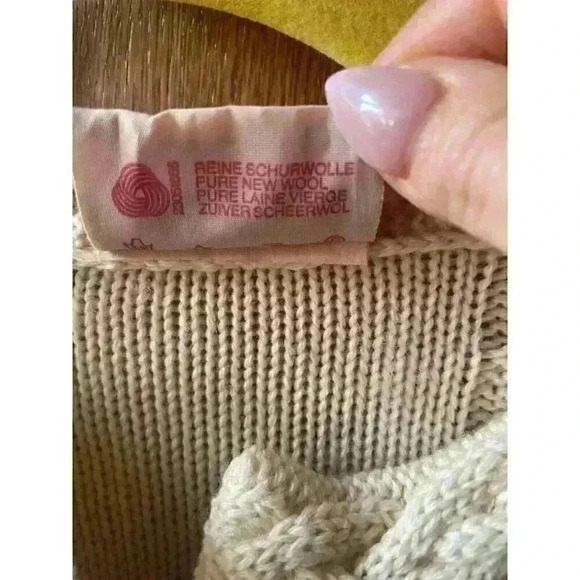 REINE SCHURWOLLE
PURE NEW WOOL
PURE LAINE VIERGE
ZUIVER SCHEERWOL